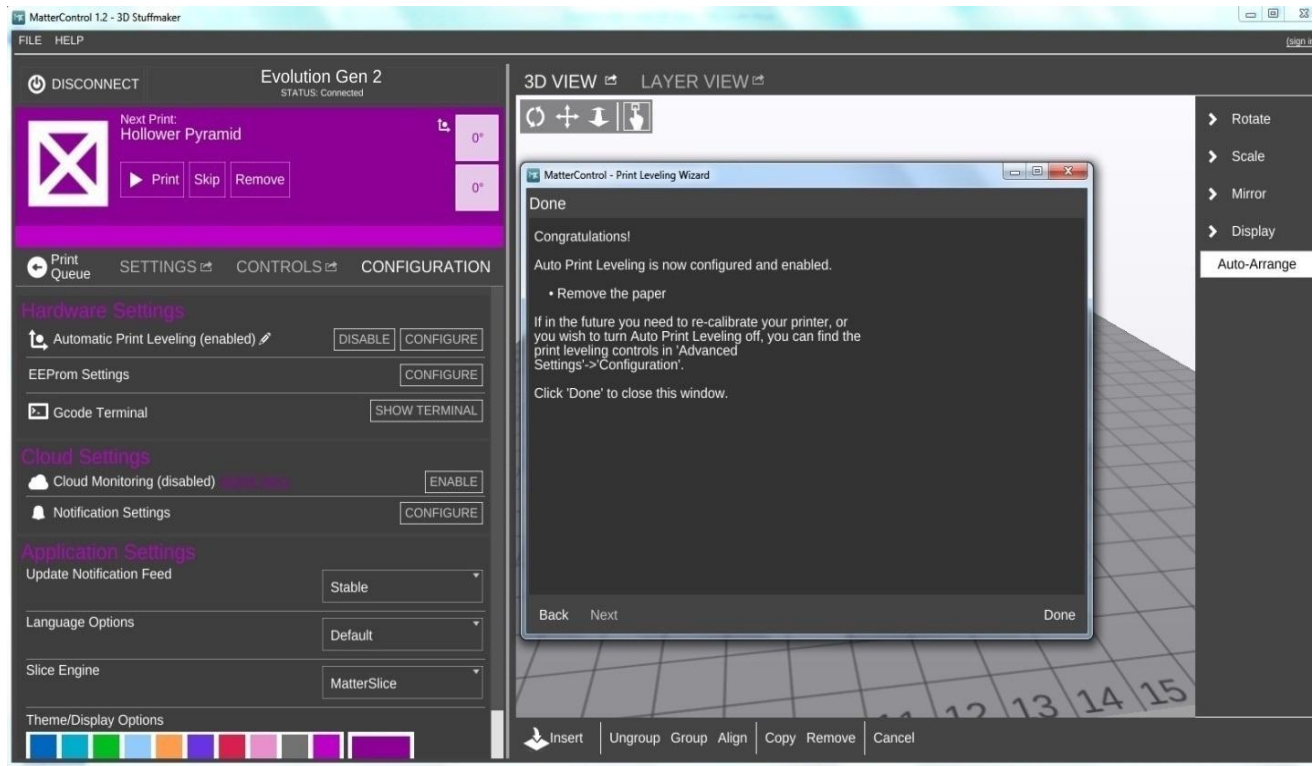 MatterControl 1.2 - 3D Stuffmaker
FILE HELP
DISCONNECT
Evolution Gen 2
STATUS: Connected
Next Print:
Hollower Pyramid
0°
Print Skip Remove
0°
Print
Queue
SETTINGS
CONTROLS
CONFIGURATION
Hardware Settings
Automatic Print Leveling (enabled)
DISABLE CONFIGURE
EEProm Settings
CONFIGURE
Gcode Terminal
SHOW TERMINAL
Cloud Settings
Cloud Monitoring (disabled)
ENABLE
Notification Settings
CONFIGURE
Application Settings
Update Notification Feed
Stable
Language Options
Default
Slice Engine
MatterSlice
Theme/Display Options
3D VIEW
LAYER VIEW
MatterControl - Print Leveling Wizard
Done
Congratulations!
Auto Print Leveling is now configured and enabled.
• Remove the paper
If in the future you need to re-calibrate your printer, or
you wish to turn Auto Print Leveling off, you can find the
print leveling controls in 'Advanced
Settings'->'Configuration'.
Click 'Done' to close this window.
Back Next
Done
12 13 14 15
Insert
Ungroup Group Align
Copy Remove
Cancel
Rotate
Scale
Mirror
Display
Auto-Arrange